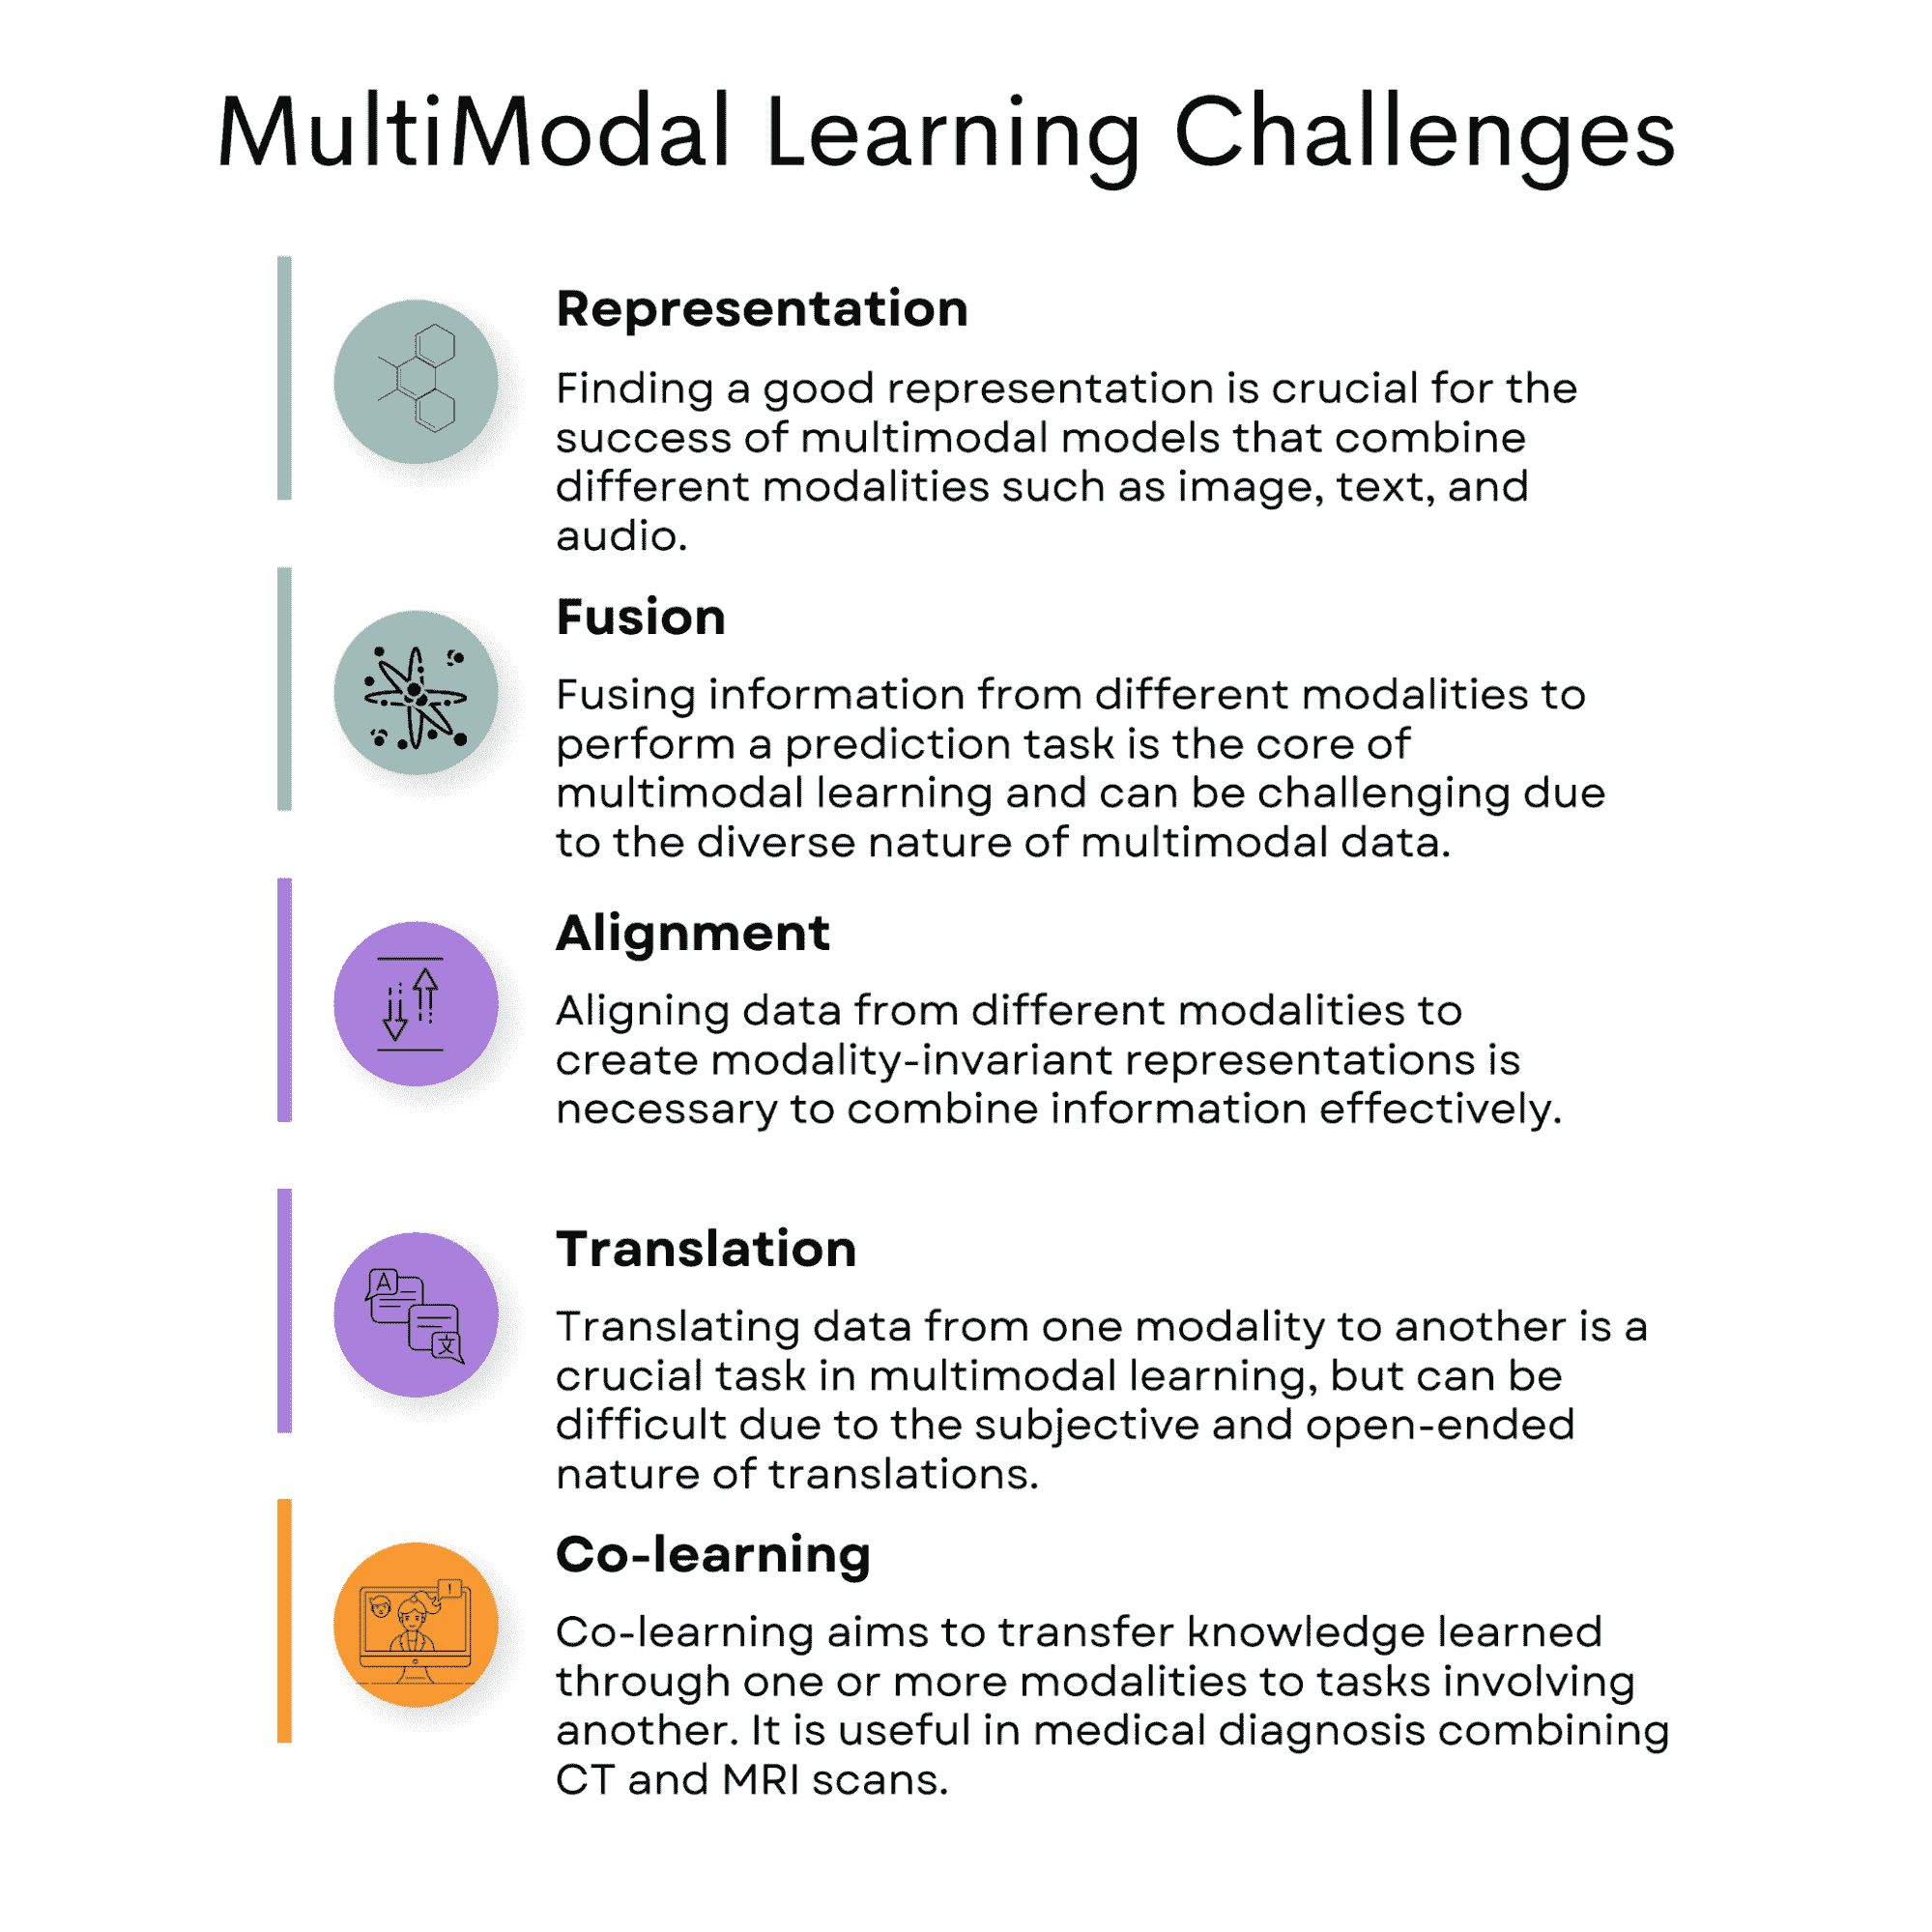 MultiModal Learning Challenges
Representation
Finding a good representation is crucial for the
success of multimodal models that combine
different modalities such as image, text, and
audio.
Fusion
Fusing information from different modalities to
perform a prediction task is the core of
multimodal learning and can be challenging due
to the diverse nature of multimodal data.
Alignment
Aligning data from different modalities to
create modality-invariant representations is
necessary to combine information effectively.
A
文
Translation
Translating data from one modality to another is a
crucial task in multimodal learning, but can be
difficult due to the subjective and open-ended
nature of translations.
!
Co-learning
Co-learning aims to transfer knowledge learned
through one or more modalities to tasks involving
another. It is useful in medical diagnosis combining
CT and MRI scans.